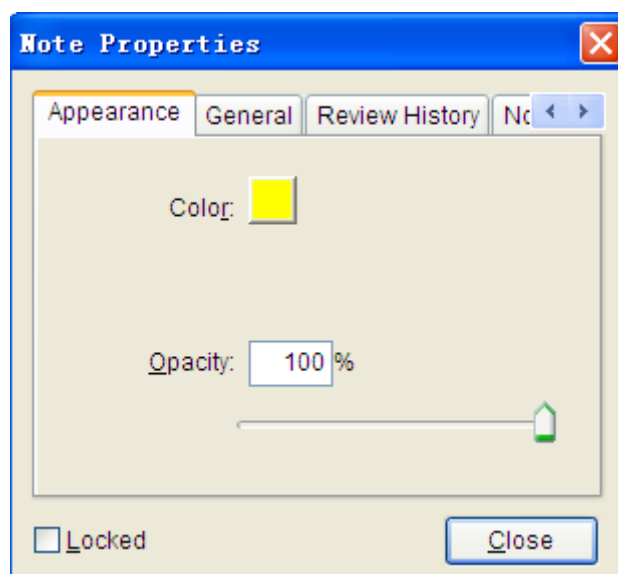 Note Properties
Appearance General Review History
Color:
Opacity: 100 %
Locked Close